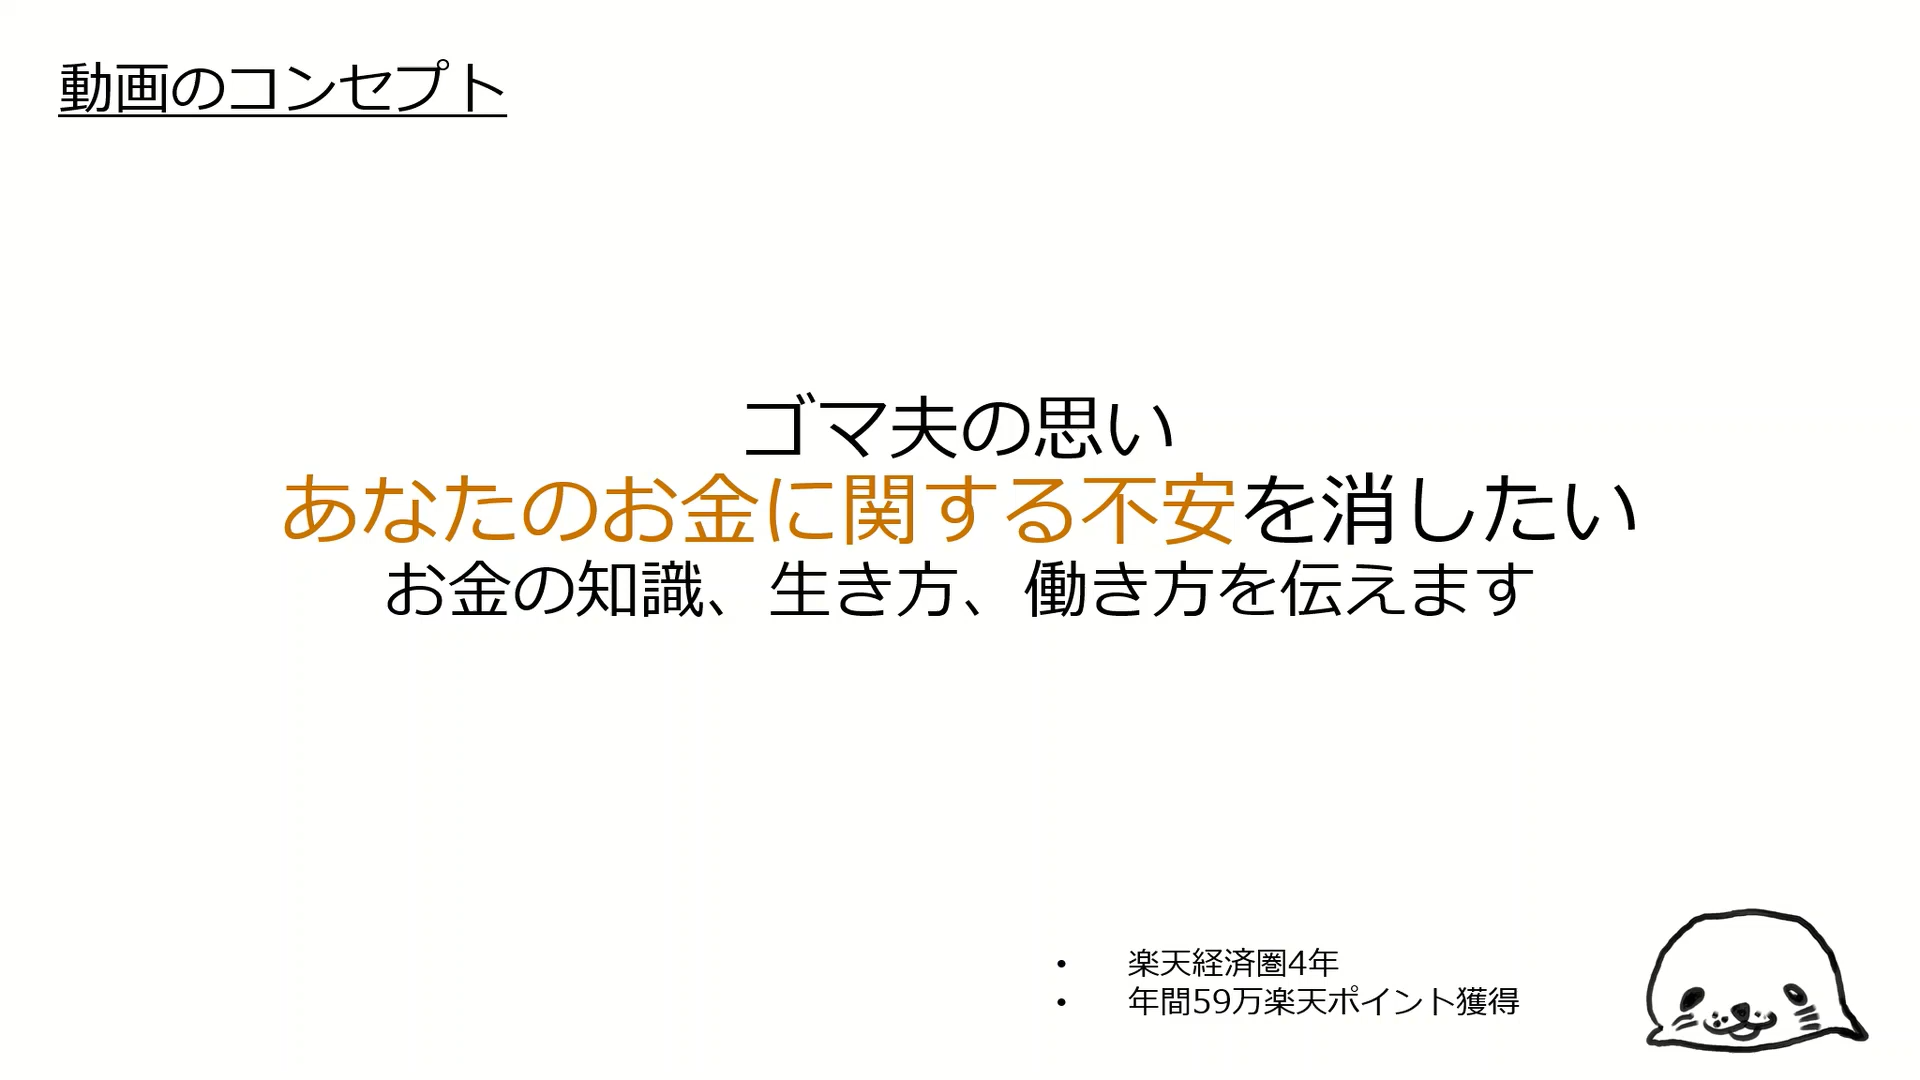 動画のコンセプト
ゴマ夫の思い
あなたのお金に関する不安を消したい
お金の知識、生き方、働き方を伝えます
• 楽天経済圏4年
• 年間59万楽天ポイント獲得